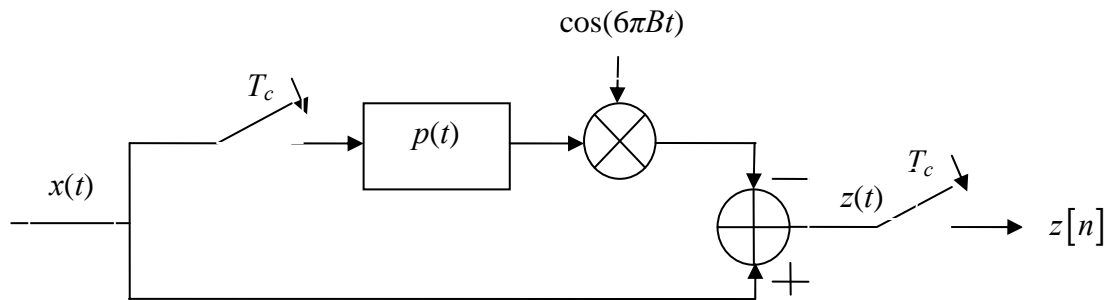 cos(6πBt)
T_c
p(t)
x(t)
−
T_c
z(t)
z[n]
+